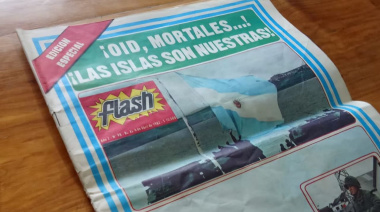 EDICION
ESPECIAL
¡OID, MORTALES...!
¡LAS ISLAS SON NUESTRAS!
flash